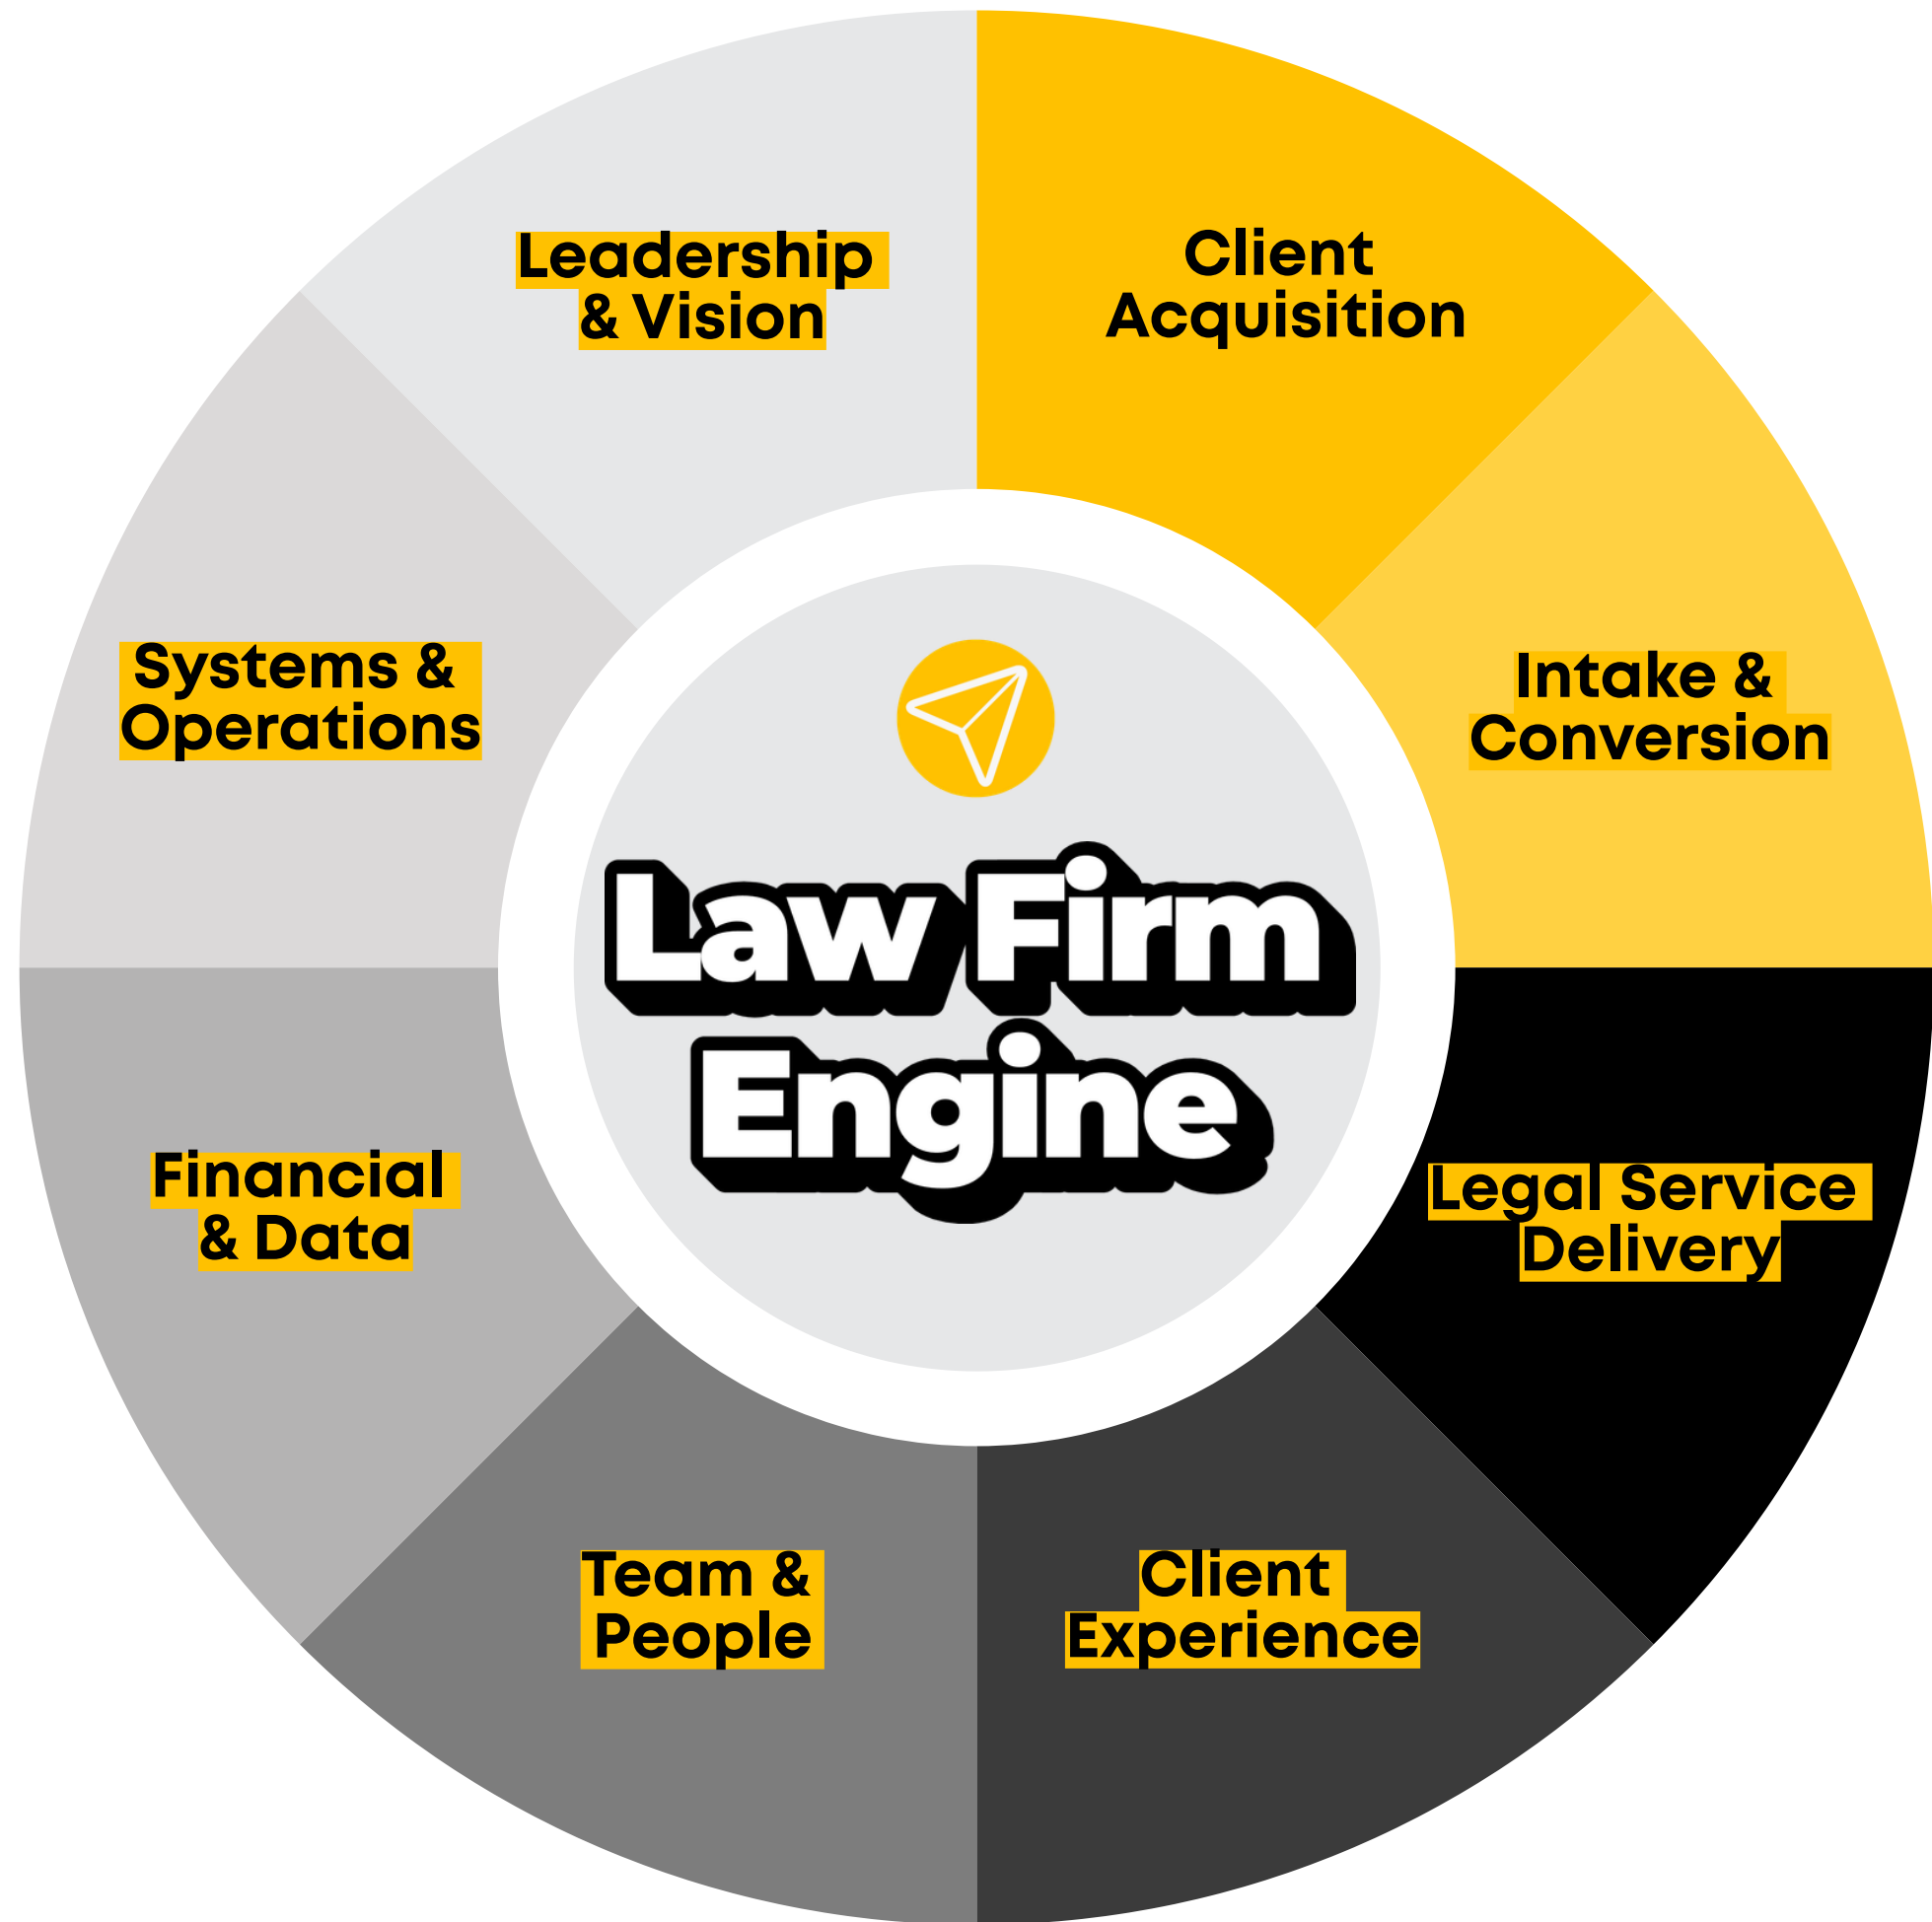 Leadership
& Vision
Client
Acquisition
Systems &
Operations
Intake &
Conversion
Law Firm
Engine
Financial
& Data
Legal Service
Delivery
Team &
People
Client
Experience